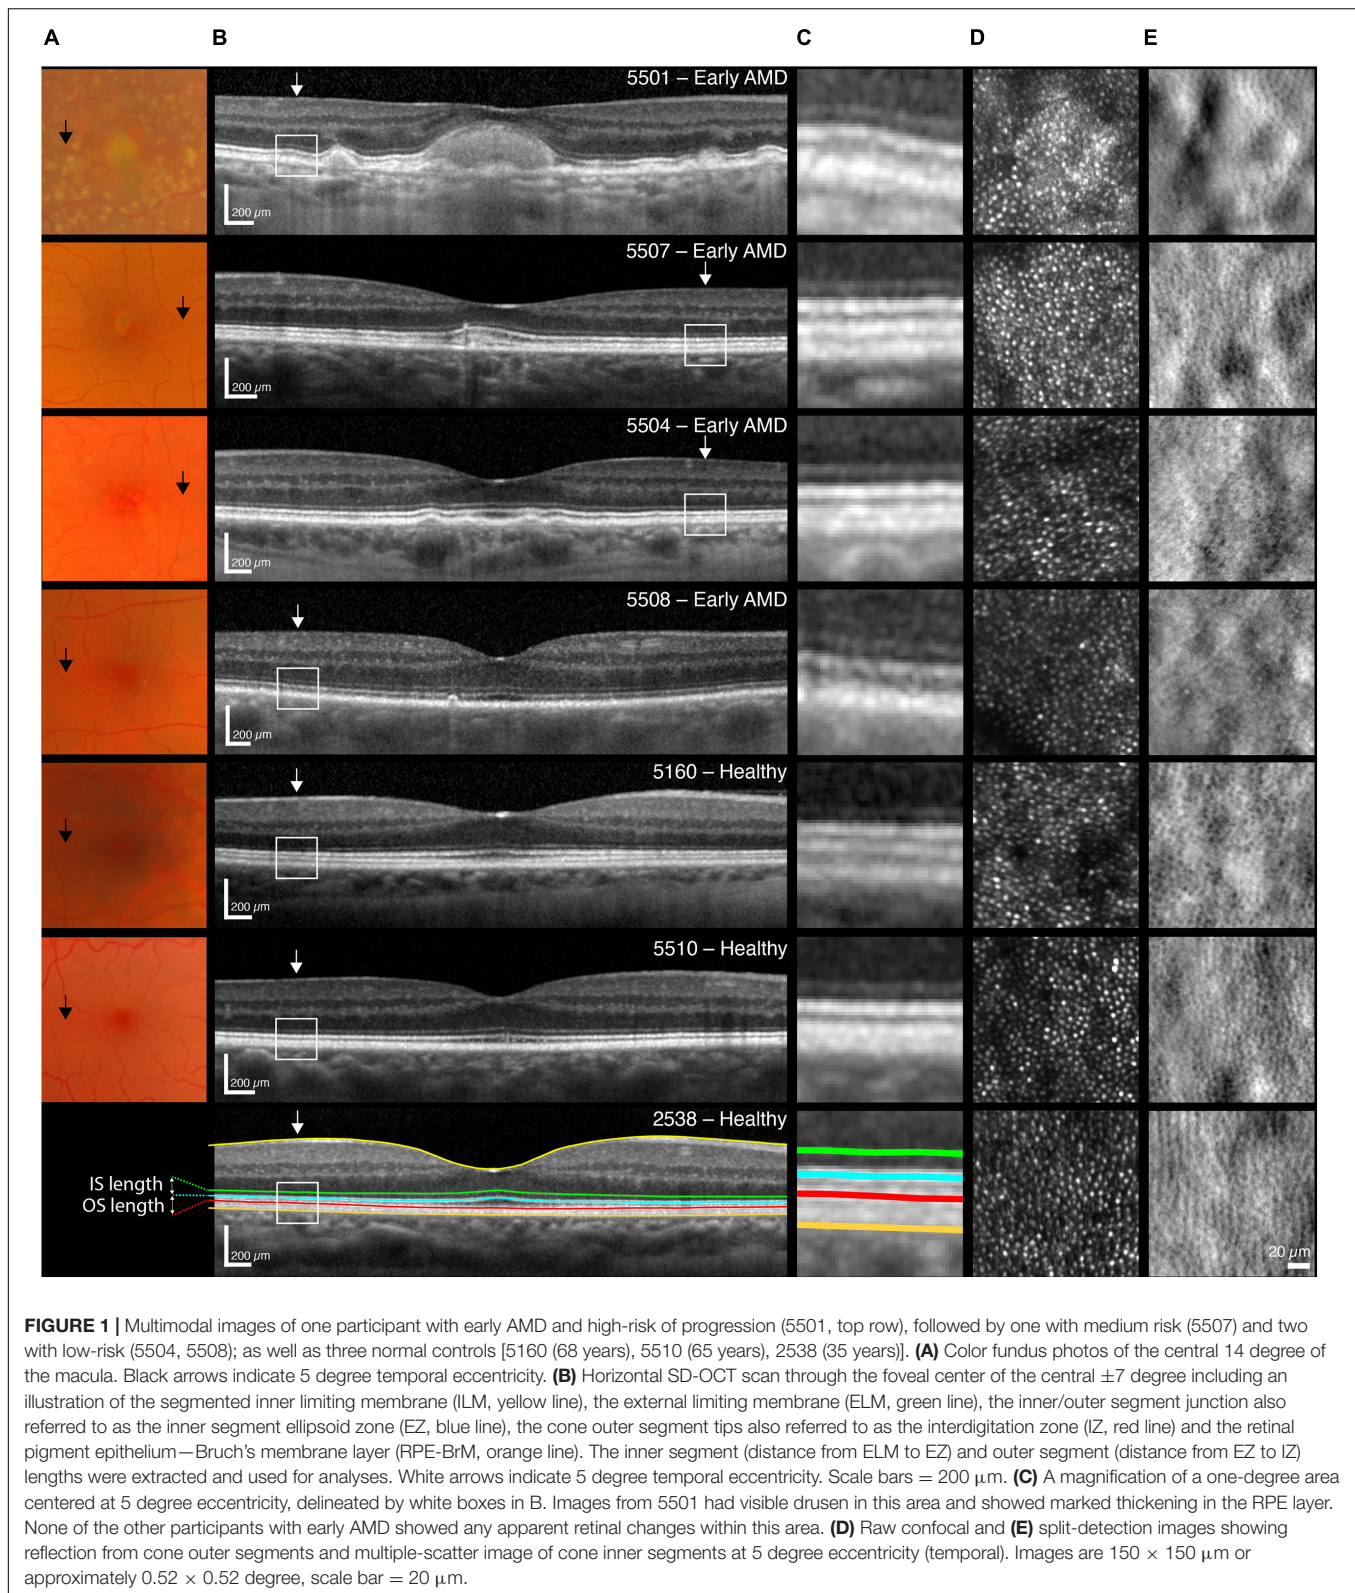 A B C D E
5501 – Early AMD
200 µm
5507 – Early AMD
200 µm
5504 – Early AMD
200 µm
5508 – Early AMD
200 µm
5160 – Healthy
200 µm
5510 – Healthy
200 µm
2538 – Healthy
IS length
OS length
200 µm
20 µm
FIGURE 1 | Multimodal images of one participant with early AMD and high-risk of progression (5501, top row), followed by one with medium risk (5507) and two
with low-risk (5504, 5508); as well as three normal controls [5160 (68 years), 5510 (65 years), 2538 (35 years)]. (A) Color fundus photos of the central 14 degree of
the macula. Black arrows indicate 5 degree temporal eccentricity. (B) Horizontal SD-OCT scan through the foveal center of the central ±7 degree including an
illustration of the segmented inner limiting membrane (ILM, yellow line), the external limiting membrane (ELM, green line), the inner/outer segment junction also
referred to as the inner segment ellipsoid zone (EZ, blue line), the cone outer segment tips also referred to as the interdigitation zone (IZ, red line) and the retinal
pigment epithelium—Bruch's membrane layer (RPE-BrM, orange line). The inner segment (distance from ELM to EZ) and outer segment (distance from EZ to IZ)
lengths were extracted and used for analyses. White arrows indicate 5 degree temporal eccentricity. Scale bars = 200 µm. (C) A magnification of a one-degree area
centered at 5 degree eccentricity, delineated by white boxes in B. Images from 5501 had visible drusen in this area and showed marked thickening in the RPE layer.
None of the other participants with early AMD showed any apparent retinal changes within this area. (D) Raw confocal and (E) split-detection images showing
reflection from cone outer segments and multiple-scatter image of cone inner segments at 5 degree eccentricity (temporal). Images are 150 × 150 µm or
approximately 0.52 × 0.52 degree, scale bar = 20 µm.